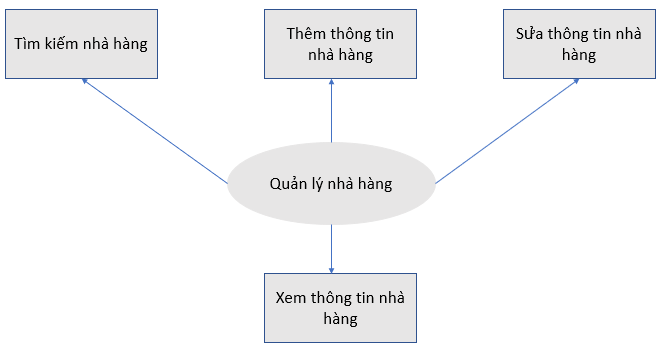 Tìm kiếm nhà hàng
Thêm thông tin
nhà hàng
Sửa thông tin nhà
hàng
Quản lý nhà hàng
Xem thông tin nhà
hàng